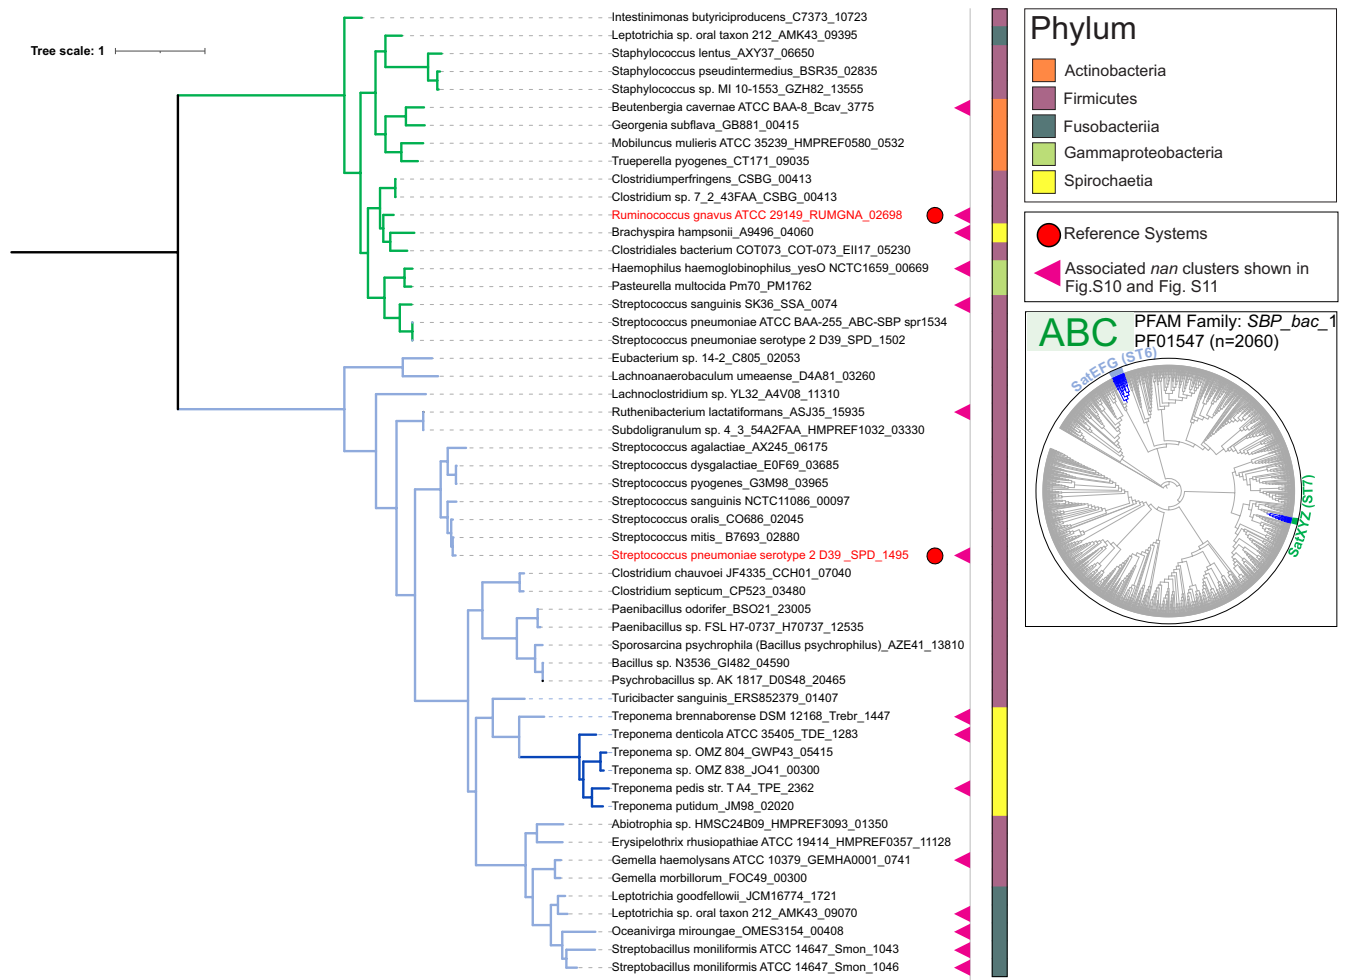 Tree scale: 1
Intestinimonas butyriciproducens_C7373_10723
Leptotrichia sp. oral taxon 212_AMK43_09395
Staphylococcus lentus_AXY37_06650
Staphylococcus pseudintermedius_BSR35_02835
Staphylococcus sp. MI 10-1553_GZH82_13555
Beutenbergia cavernae ATCC BAA-8_Bcav_3775
Georgenia subflava_GB881_00415
Mobiluncus mulieris ATCC 35239_HMPREF0580_0532
Trueperella pyogenes_CT171_09035
Clostridiumperfringens_CSBG_00413
Clostridium sp. 7_2_43FAA_CSBG_00413
Ruminococcus gnavus ATCC 29149_RUMGNA_02698
Brachyspira hampsonii_A9496_04060
Clostridiales bacterium COT073_COT-073_EII17_05230
Haemophilus haemoglobinophilus_yesO NCTC1659_00669
Pasteurella multocida Pm70_PM1762
Streptococcus sanguinis SK36_SSA_0074
Streptococcus pneumoniae ATCC BAA-255_ABC-SBP spr1534
Streptococcus pneumoniae serotype 2 D39_SPD_1502
Eubacterium sp. 14-2_C805_02053
Lachnoanaerobaculum umeaense_D4A81_03260
Lachnoclostridium sp. YL32_A4V08_11310
Ruthenibacterium lactatiformans_ASJ35_15935
Subdoligranulum sp. 4_3_54A2FAA_HMPREF1032_03330
Streptococcus agalactiae_AX245_06175
Streptococcus dysgalactiae_E0F69_03685
Streptococcus pyogenes_G3M98_03965
Streptococcus sanguinis NCTC11086_00097
Streptococcus oralis_CO686_02045
Streptococcus mitis_ B7693_02880
Streptococcus pneumoniae serotype 2 D39 _SPD_1495
Clostridium chauvoei JF4335_CCH01_07040
Clostridium septicum_CP523_03480
Paenibacillus odorifer_BSO21_23005
Paenibacillus sp. FSL H7-0737_H70737_12535
Sporosarcina psychrophila (Bacillus psychrophilus)_AZE41_13810
Bacillus sp. N3536_GI482_04590
Psychrobacillus sp. AK 1817_D0S48_20465
Turicibacter sanguinis_ERS852379_01407
Treponema brennaborense DSM 12168_Trebr_1447
Treponema denticola ATCC 35405_TDE_1283
Treponema sp. OMZ 804_GWP43_05415
Treponema sp. OMZ 838_JO41_00300
Treponema pedis str. T A4_TPE_2362
Treponema putidum_JM98_02020
Abiotrophia sp. HMSC24B09_HMPREF3093_01350
Erysipelothrix rhusiopathiae ATCC 19414_HMPREF0357_11128
Gemella haemolysans ATCC 10379_GEMHA0001_0741
Gemella morbillorum_FOC49_00300
Leptotrichia goodfellowii_JCM16774_1721
Leptotrichia sp. oral taxon 212_AMK43_09070
Oceanivirga miroungae_OMES3154_00408
Streptobacillus moniliformis ATCC 14647_Smon_1043
Streptobacillus moniliformis ATCC 14647_Smon_1046
Phylum
Actinobacteria
Firmicutes
Fusobacteriia
Gammaproteobacteria
Spirochaetia
Reference Systems
Associated nan clusters shown in
Fig.S10 and Fig. S11
ABC
PFAM Family: SBP_bac_1
PF01547 (n=2060)
SatEFG (ST6)
SatXYZ (ST7)